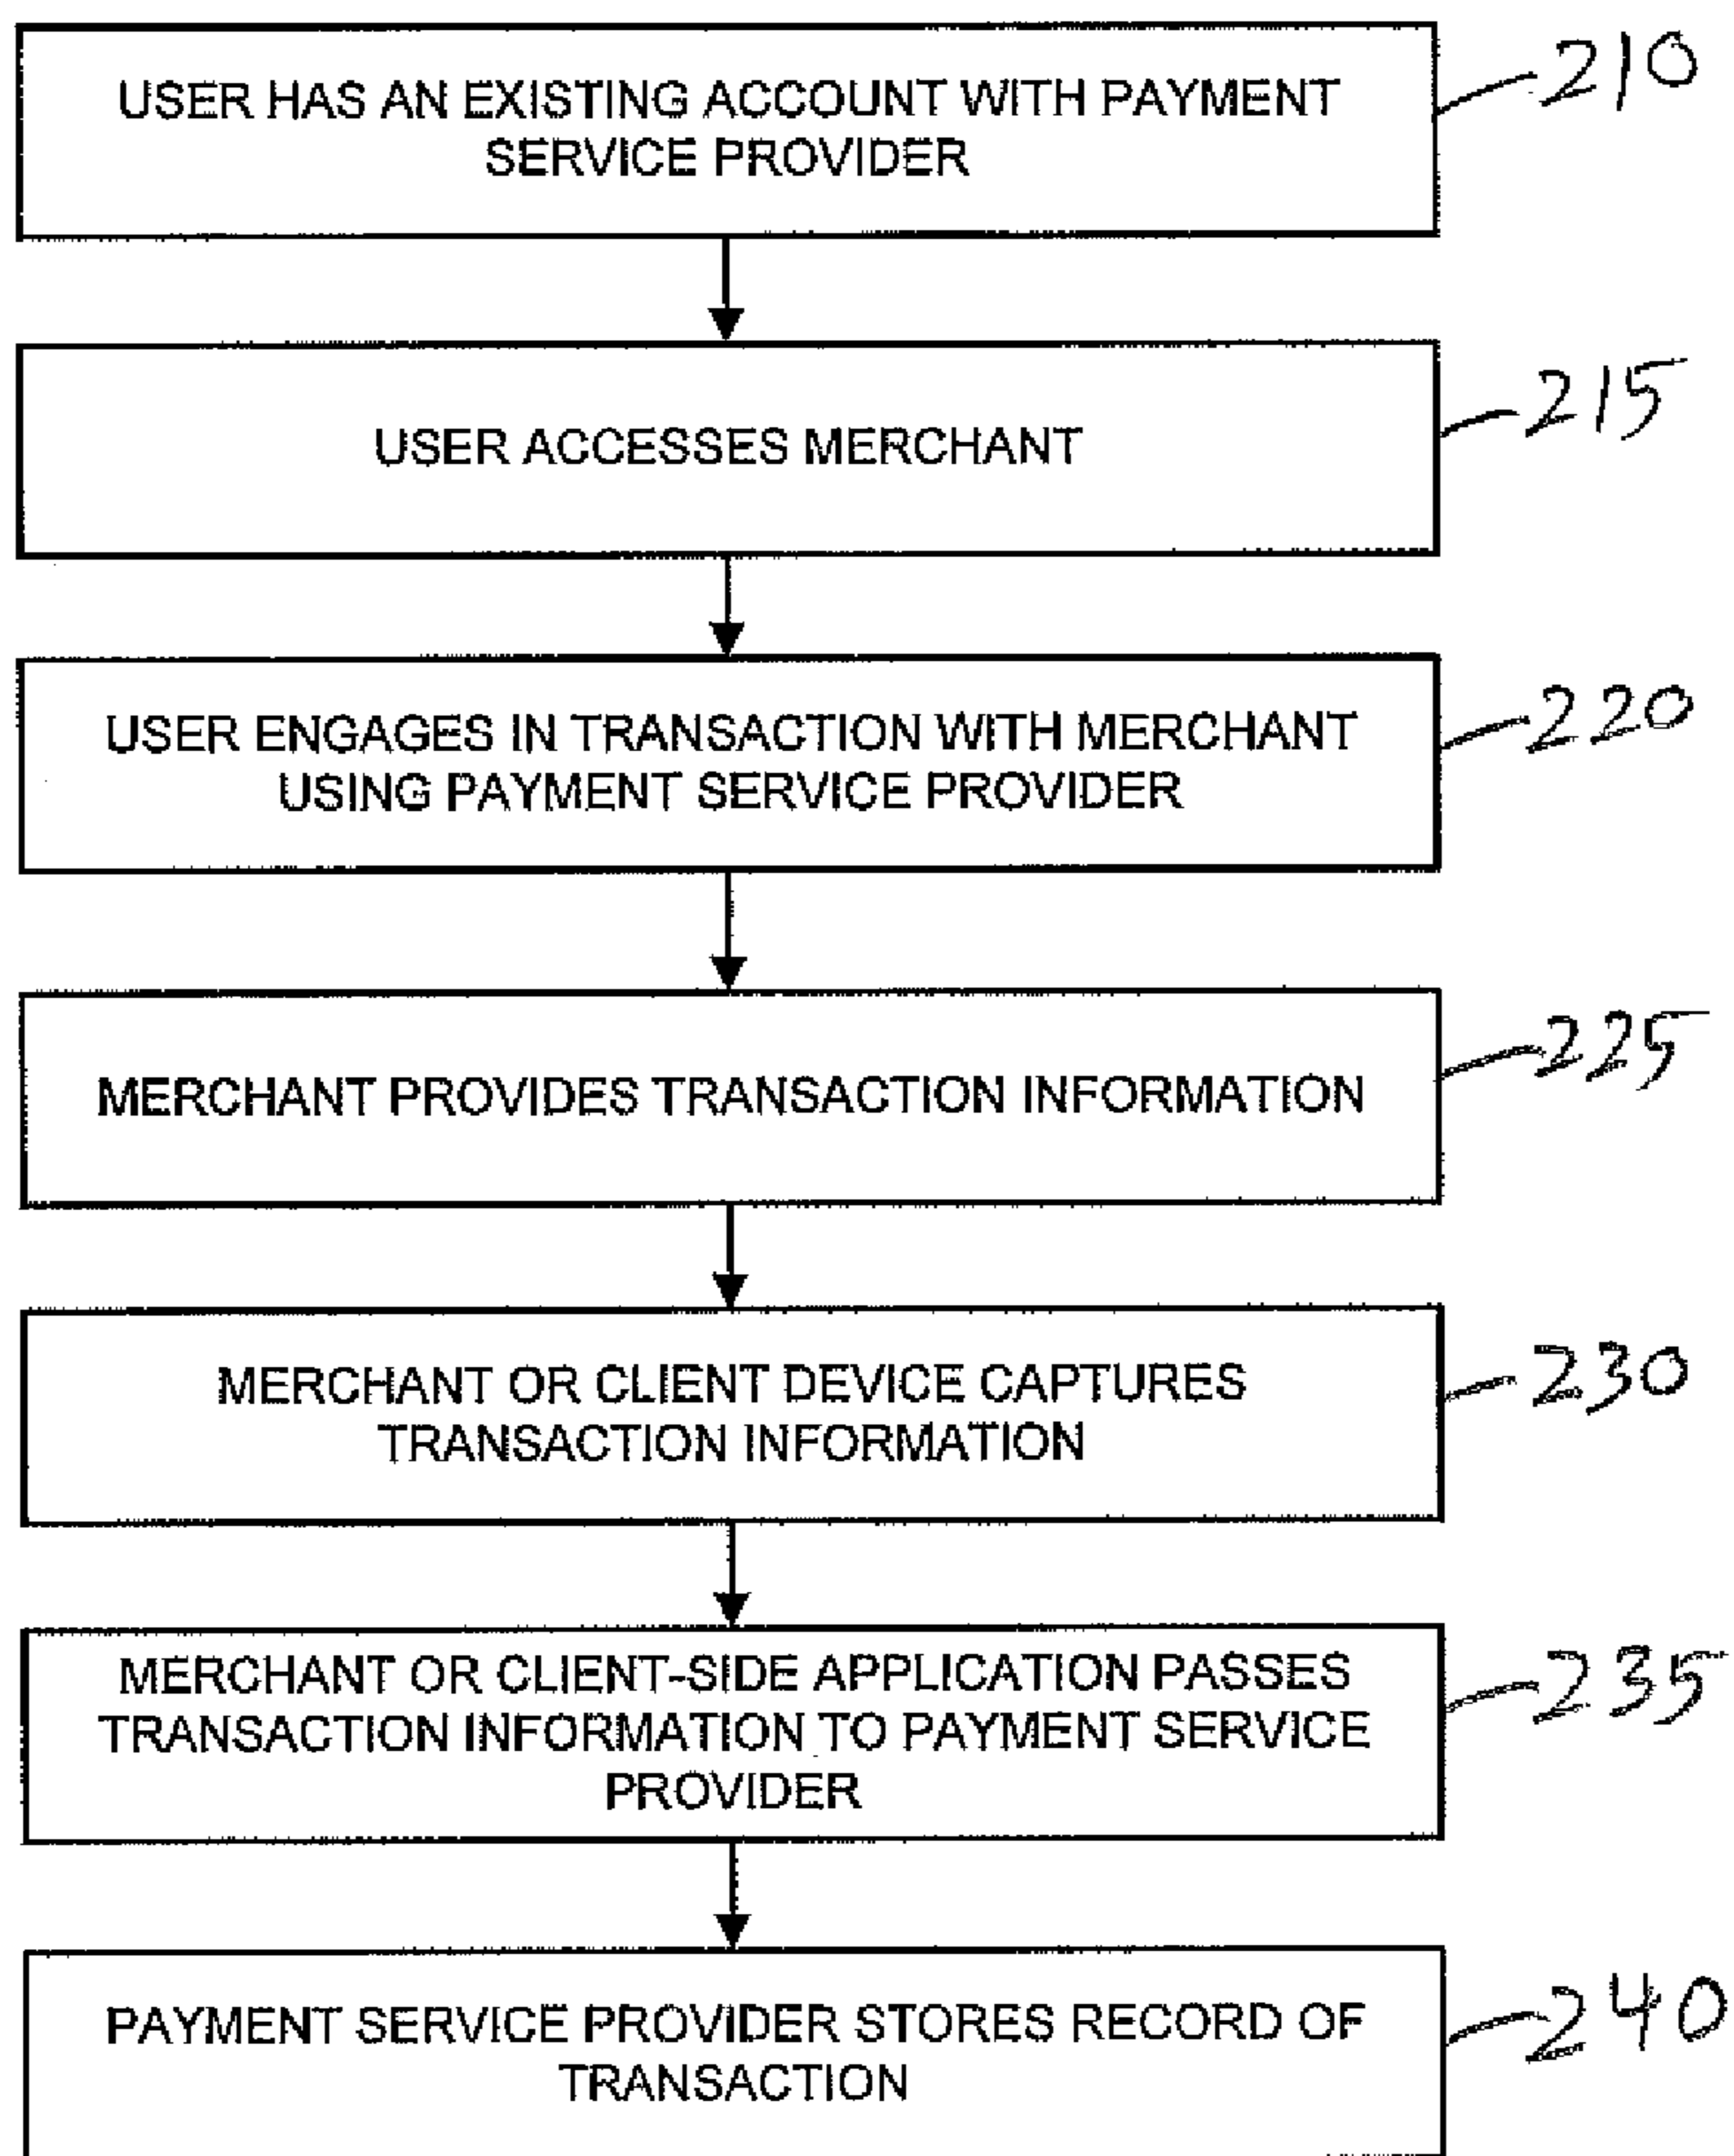 USER HAS AN EXISTING ACCOUNT WITH PAYMENT
SERVICE PROVIDER
210
USER ACCESSES MERCHANT
215
USER ENGAGES IN TRANSACTION WITH MERCHANT
USING PAYMENT SERVICE PROVIDER
220
MERCHANT PROVIDES TRANSACTION INFORMATION
225
MERCHANT OR CLIENT DEVICE CAPTURES
TRANSACTION INFORMATION
230
MERCHANT OR CLIENT-SIDE APPLICATION PASSES
TRANSACTION INFORMATION TO PAYMENT SERVICE
PROVIDER
235
PAYMENT SERVICE PROVIDER STORES RECORD OF
TRANSACTION
240